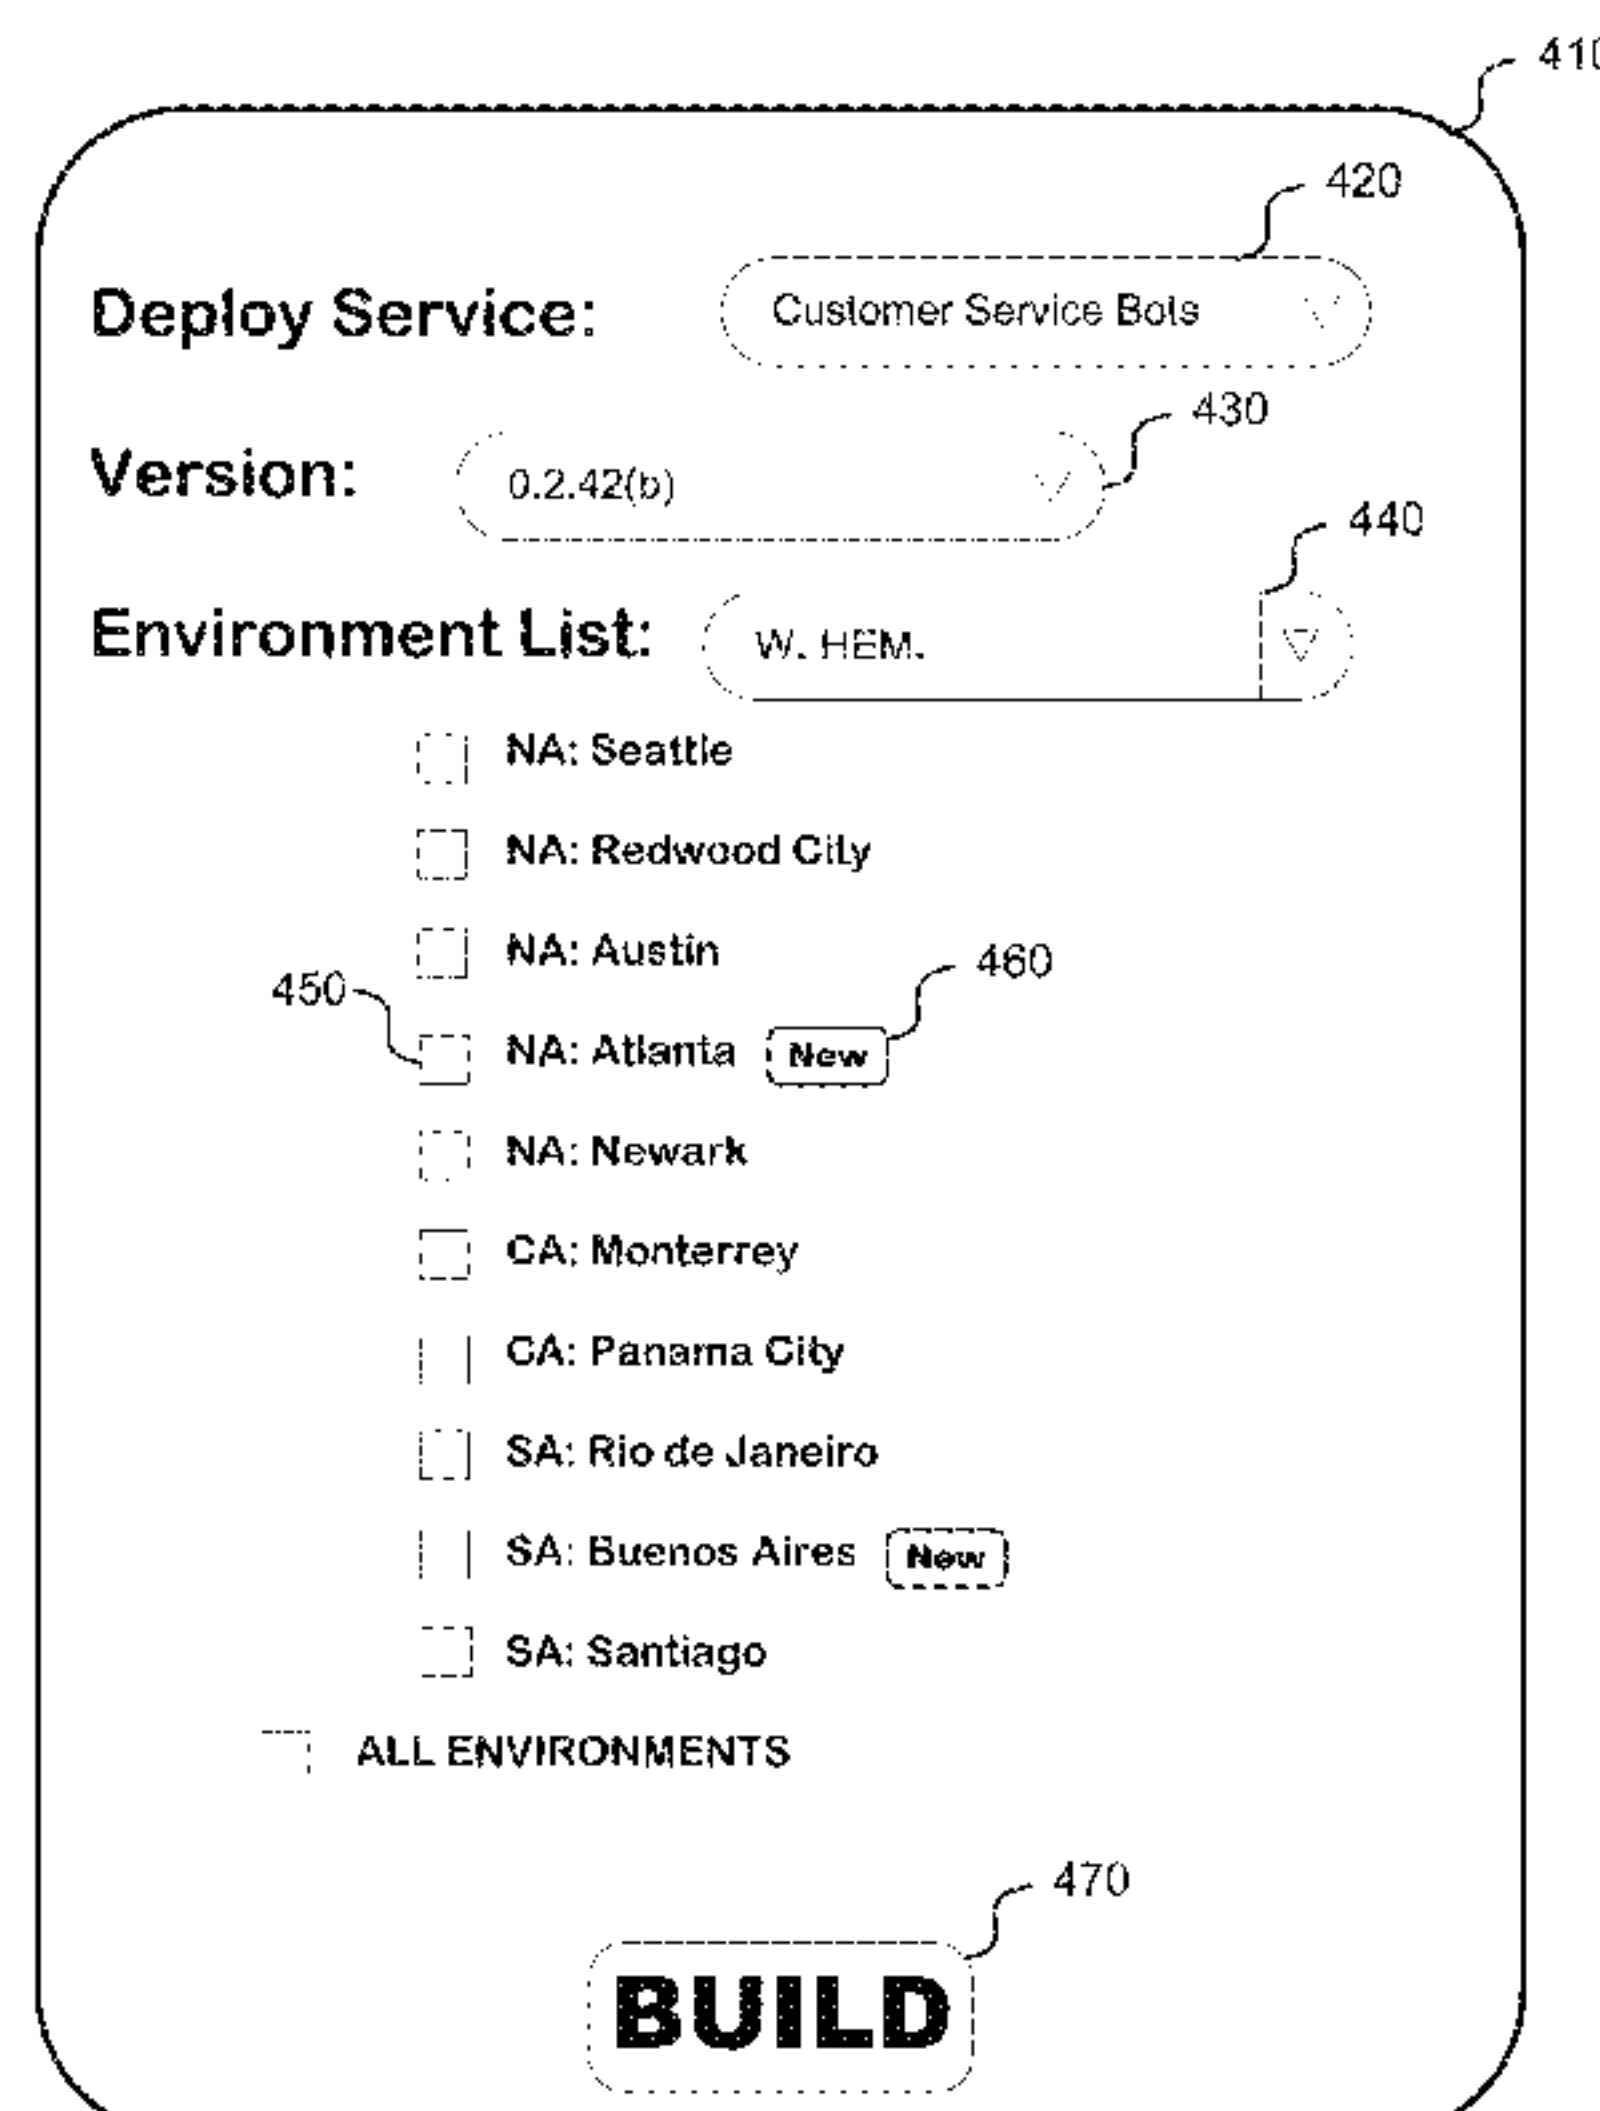 410
420
Deploy Service: Customer Service Bots
430
Version: 0.2.42(b)
440
Environment List: W. HEM.
NA: Seattle
NA: Redwood City
NA: Austin
450
460
NA: Atlanta New
NA: Newark
CA: Monterrey
CA: Panama City
SA: Rio de Janeiro
SA: Buenos Aires New
SA: Santiago
ALL ENVIRONMENTS
470
BUILD